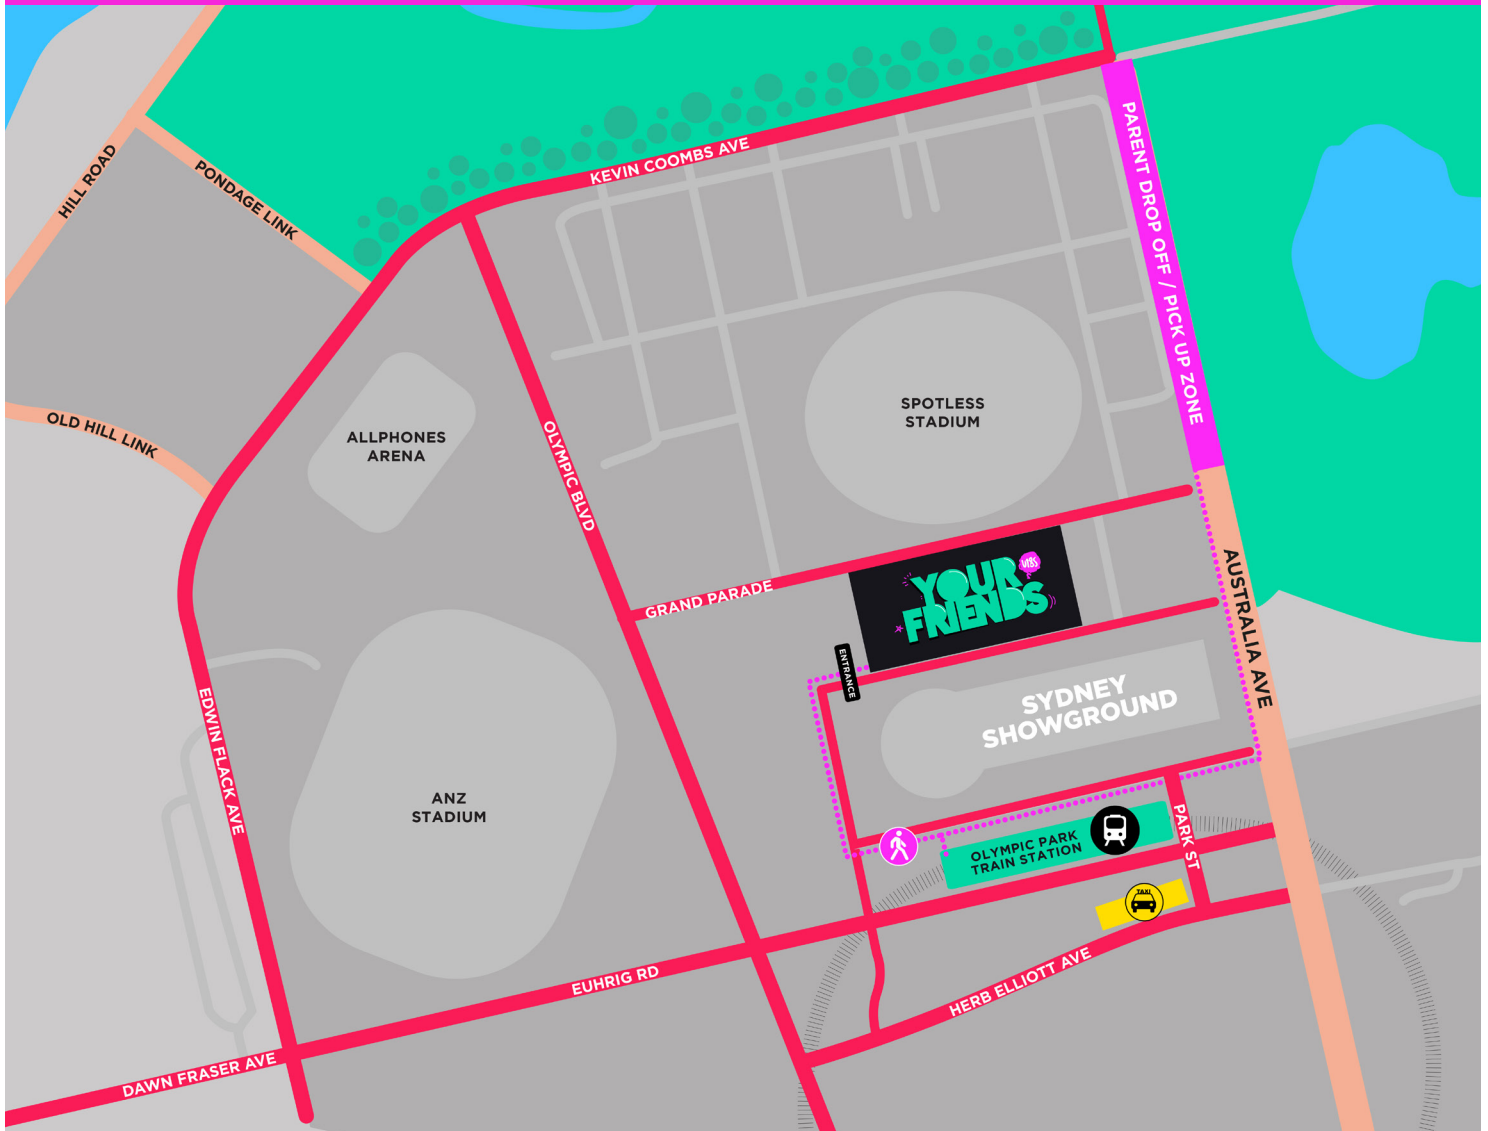 KEVIN COOMBS AVE
HILL ROAD
PONDAGE LINK
PARENT DROP OFF / PICK UP ZONE
OLD HILL LINK
ALLPHONES
ARENA
OLYMPIC BLVD
SPOTLESS
STADIUM
GRAND PARADE
YOUR
FRIENDS
VIBS
ENTRANCE
AUSTRALIA AVE
SYDNEY
SHOWGROUND
EDWIN FLACK AVE
ANZ
STADIUM
OLYMPIC PARK
TRAIN STATION
PARK ST
TAXI
EUHRIG RD
HERB ELLIOTT AVE
DAWN FRASER AVE